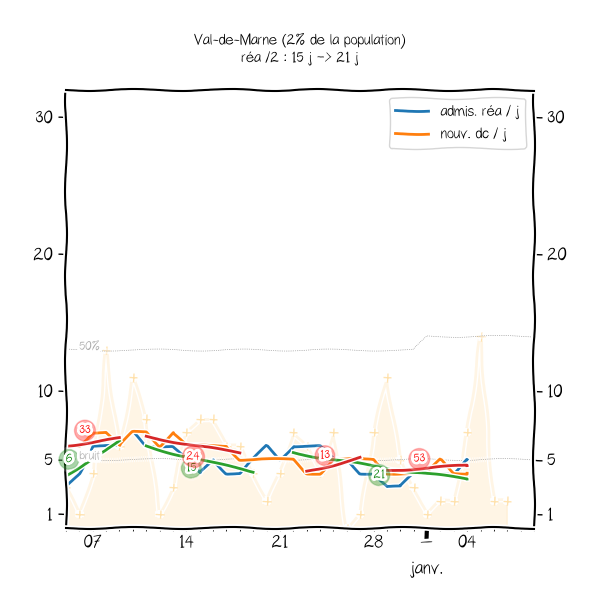 Val-de-Marne (2% de la population)
réa /2 : 15 j -> 21 j
admis. réa / j
nouv. dc / j
30 30
20 20
50%
10 10
33
24
13
53
6
bruit
15
21
5 5
1 1
07 14 21 28 1 04
janv.